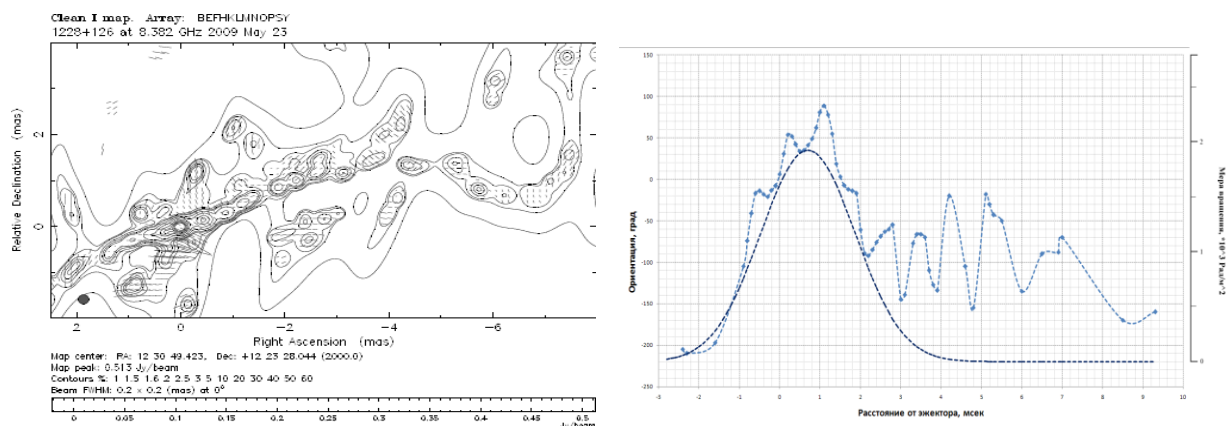 Clean I map. Array: BEFHKLMNOPSY
1228+126 at 8.382 GHz 2009 May 23
Relative Declination (mas)
2
0
2 0 −2 −4 −6
Right Ascension (mas)
Map center: RA: 12 30 49.423, Dec: +12 23 28.044 (2000.0)
Map peak: 0.513 Jy/beam
Contours %: 1 1.5 1.6 2 2.5 3 5 10 20 30 40 50 60
Beam FWHM: 0.2 × 0.2 (mas) at 0°
0 0.05 0.1 0.15 0.2 0.25 0.3 0.35 0.4 0.45 0.5
Jy/beam
Ориентация, град
150
100
50
0
-50
-100
-150
-200
-250
-3 -2 -1 0 1 2 3 4 5 6 7 8 9 10
Расстояние от эжектора, мсек
2
1
0
Мера вращения, *10^3 Рад/м^2